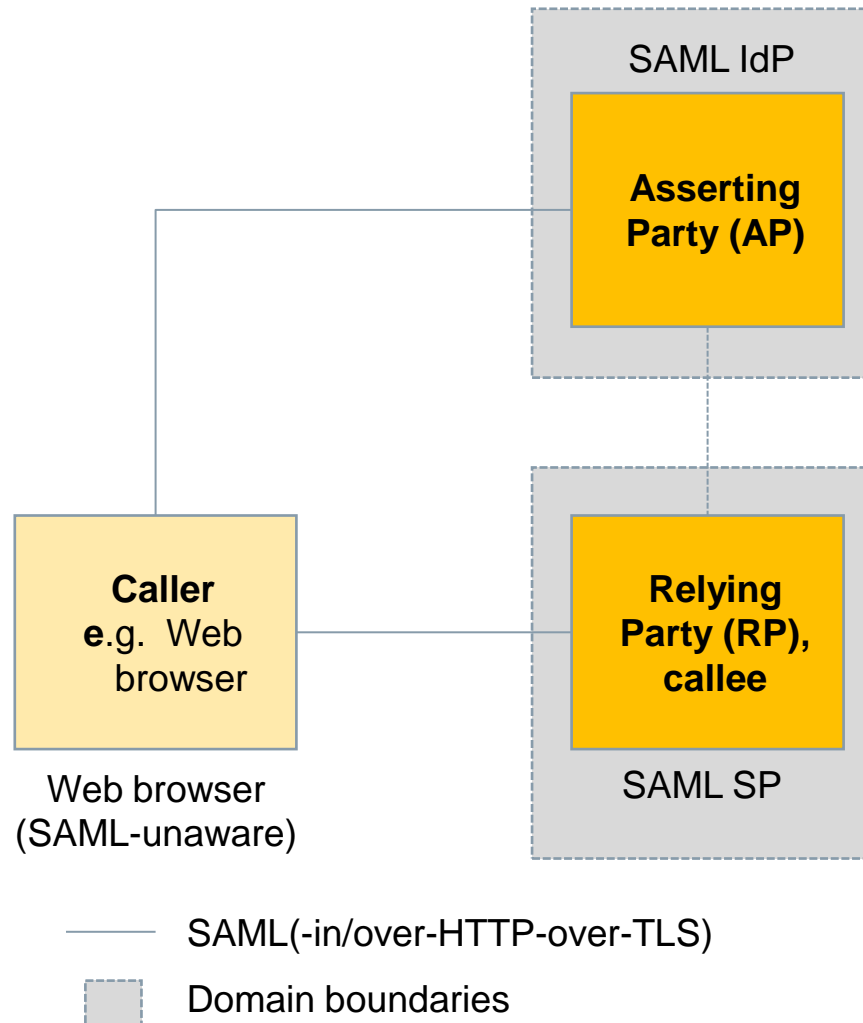 SAML IdP
Asserting
Party (AP)
Caller
e.g. Web
browser
Relying
Party (RP),
callee
Web browser
(SAML-unaware)
SAML SP
SAML(-in/over-HTTP-over-TLS)
Domain boundaries